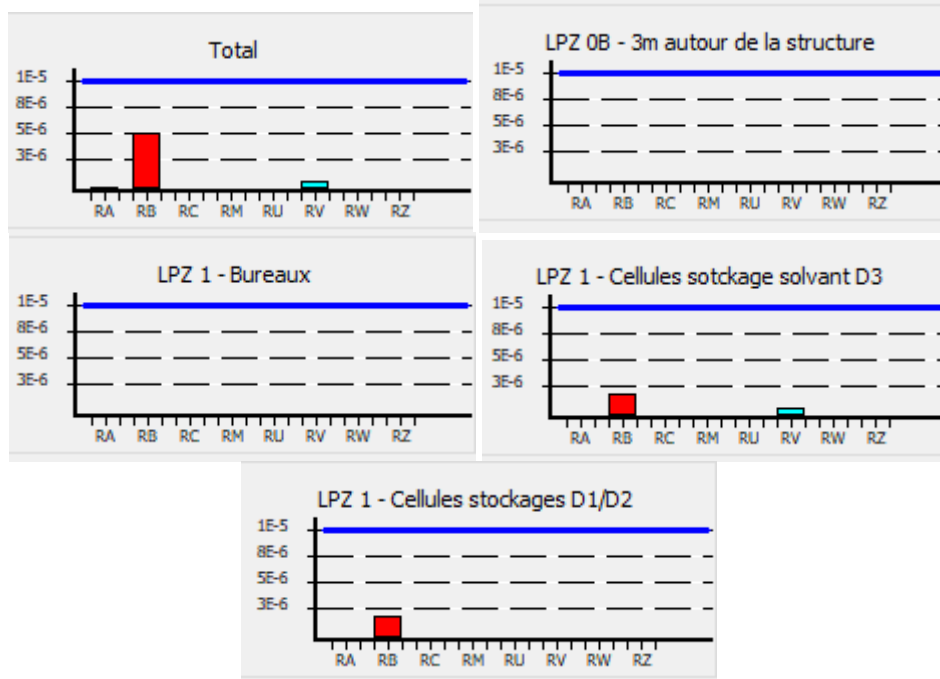 Total
1E-5
8E-6
5E-6
3E-6
RA RB RC RM RU RV RW RZ
LPZ 0B - 3m autour de la structure
1E-5
8E-6
5E-6
3E-6
RA RB RC RM RU RV RW RZ
LPZ 1 - Bureaux
1E-5
8E-6
5E-6
3E-6
RA RB RC RM RU RV RW RZ
LPZ 1 - Cellules sotckage solvant D3
1E-5
8E-6
5E-6
3E-6
RA RB RC RM RU RV RW RZ
LPZ 1 - Cellules stockages D1/D2
1E-5
8E-6
5E-6
3E-6
RA RB RC RM RU RV RW RZ